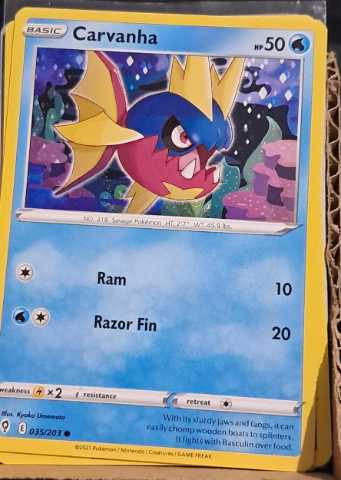 BASIC Carvanha HP 50
NO. 318 Savage Pokémon HT: 2'7" WT: 45.9 lbs.
Ram 10
Razor Fin 20
weakness ×2 resistance retreat
With its sturdy jaws and fangs, it can
easily chomp wooden boats to splinters.
It fights with Basculin over food.
Illus. Kyoko Umemoto
E 035/203
©2021 Pokémon / Nintendo / Creatures / GAME FREAK